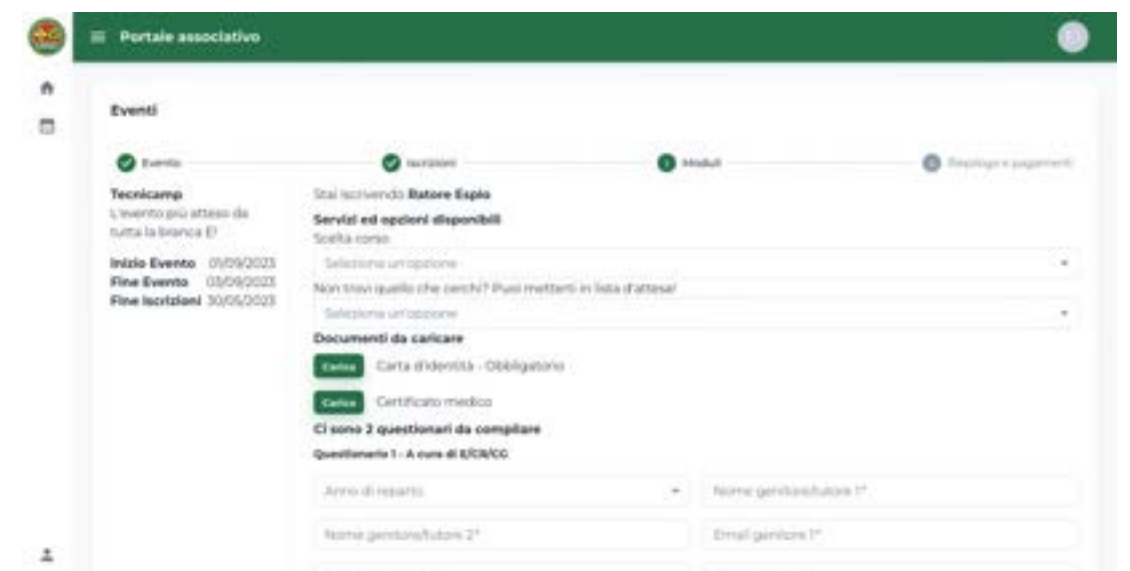 Portale associativo
Eventi
Evento
Iscrizioni
Moduli
Riepilogo e pagamenti
Tecnicamp
L'evento più atteso da
tutta la branca E!
Inizio Evento 01/09/2023
Fine Evento 03/09/2023
Fine Iscrizioni 30/05/2023
Stai iscrivendo Ratore Esplo
Servizi ed opzioni disponibili
Scelta corso
Seleziona un'opzione
Non trovi quello che cerchi? Puoi metterti in lista d'attesa!
Seleziona un'opzione
Documenti da caricare
Carica Carta d'identità - Obbligatorio
Carica Certificato medico
Ci sono 2 questionari da compilare
Questionario 1 - A cura di E/CR/CG
Anno di reparto
Nome genitore/tutore 1*
Nome genitore/tutore 2*
Email genitore 1*